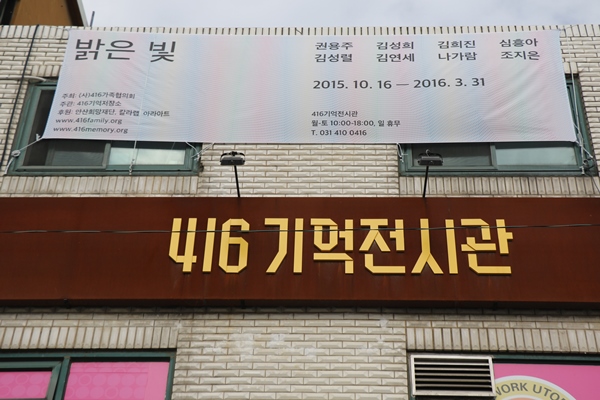 밝은 빛
권용주 김성희 김희진 심흥아
김성렬 김연세 나가람 조지은
2015. 10. 16 — 2016. 3. 31
주최: (사)416가족협의회
주관: 416기억저장소
후원: 안산희망재단, 칼라랩 아라아트
www.416family.org
www.416memory.org
416기억전시관
월-토 10:00-18:00, 일 휴무
T. 031 410 0416
416 기억전시관
WORK UTO